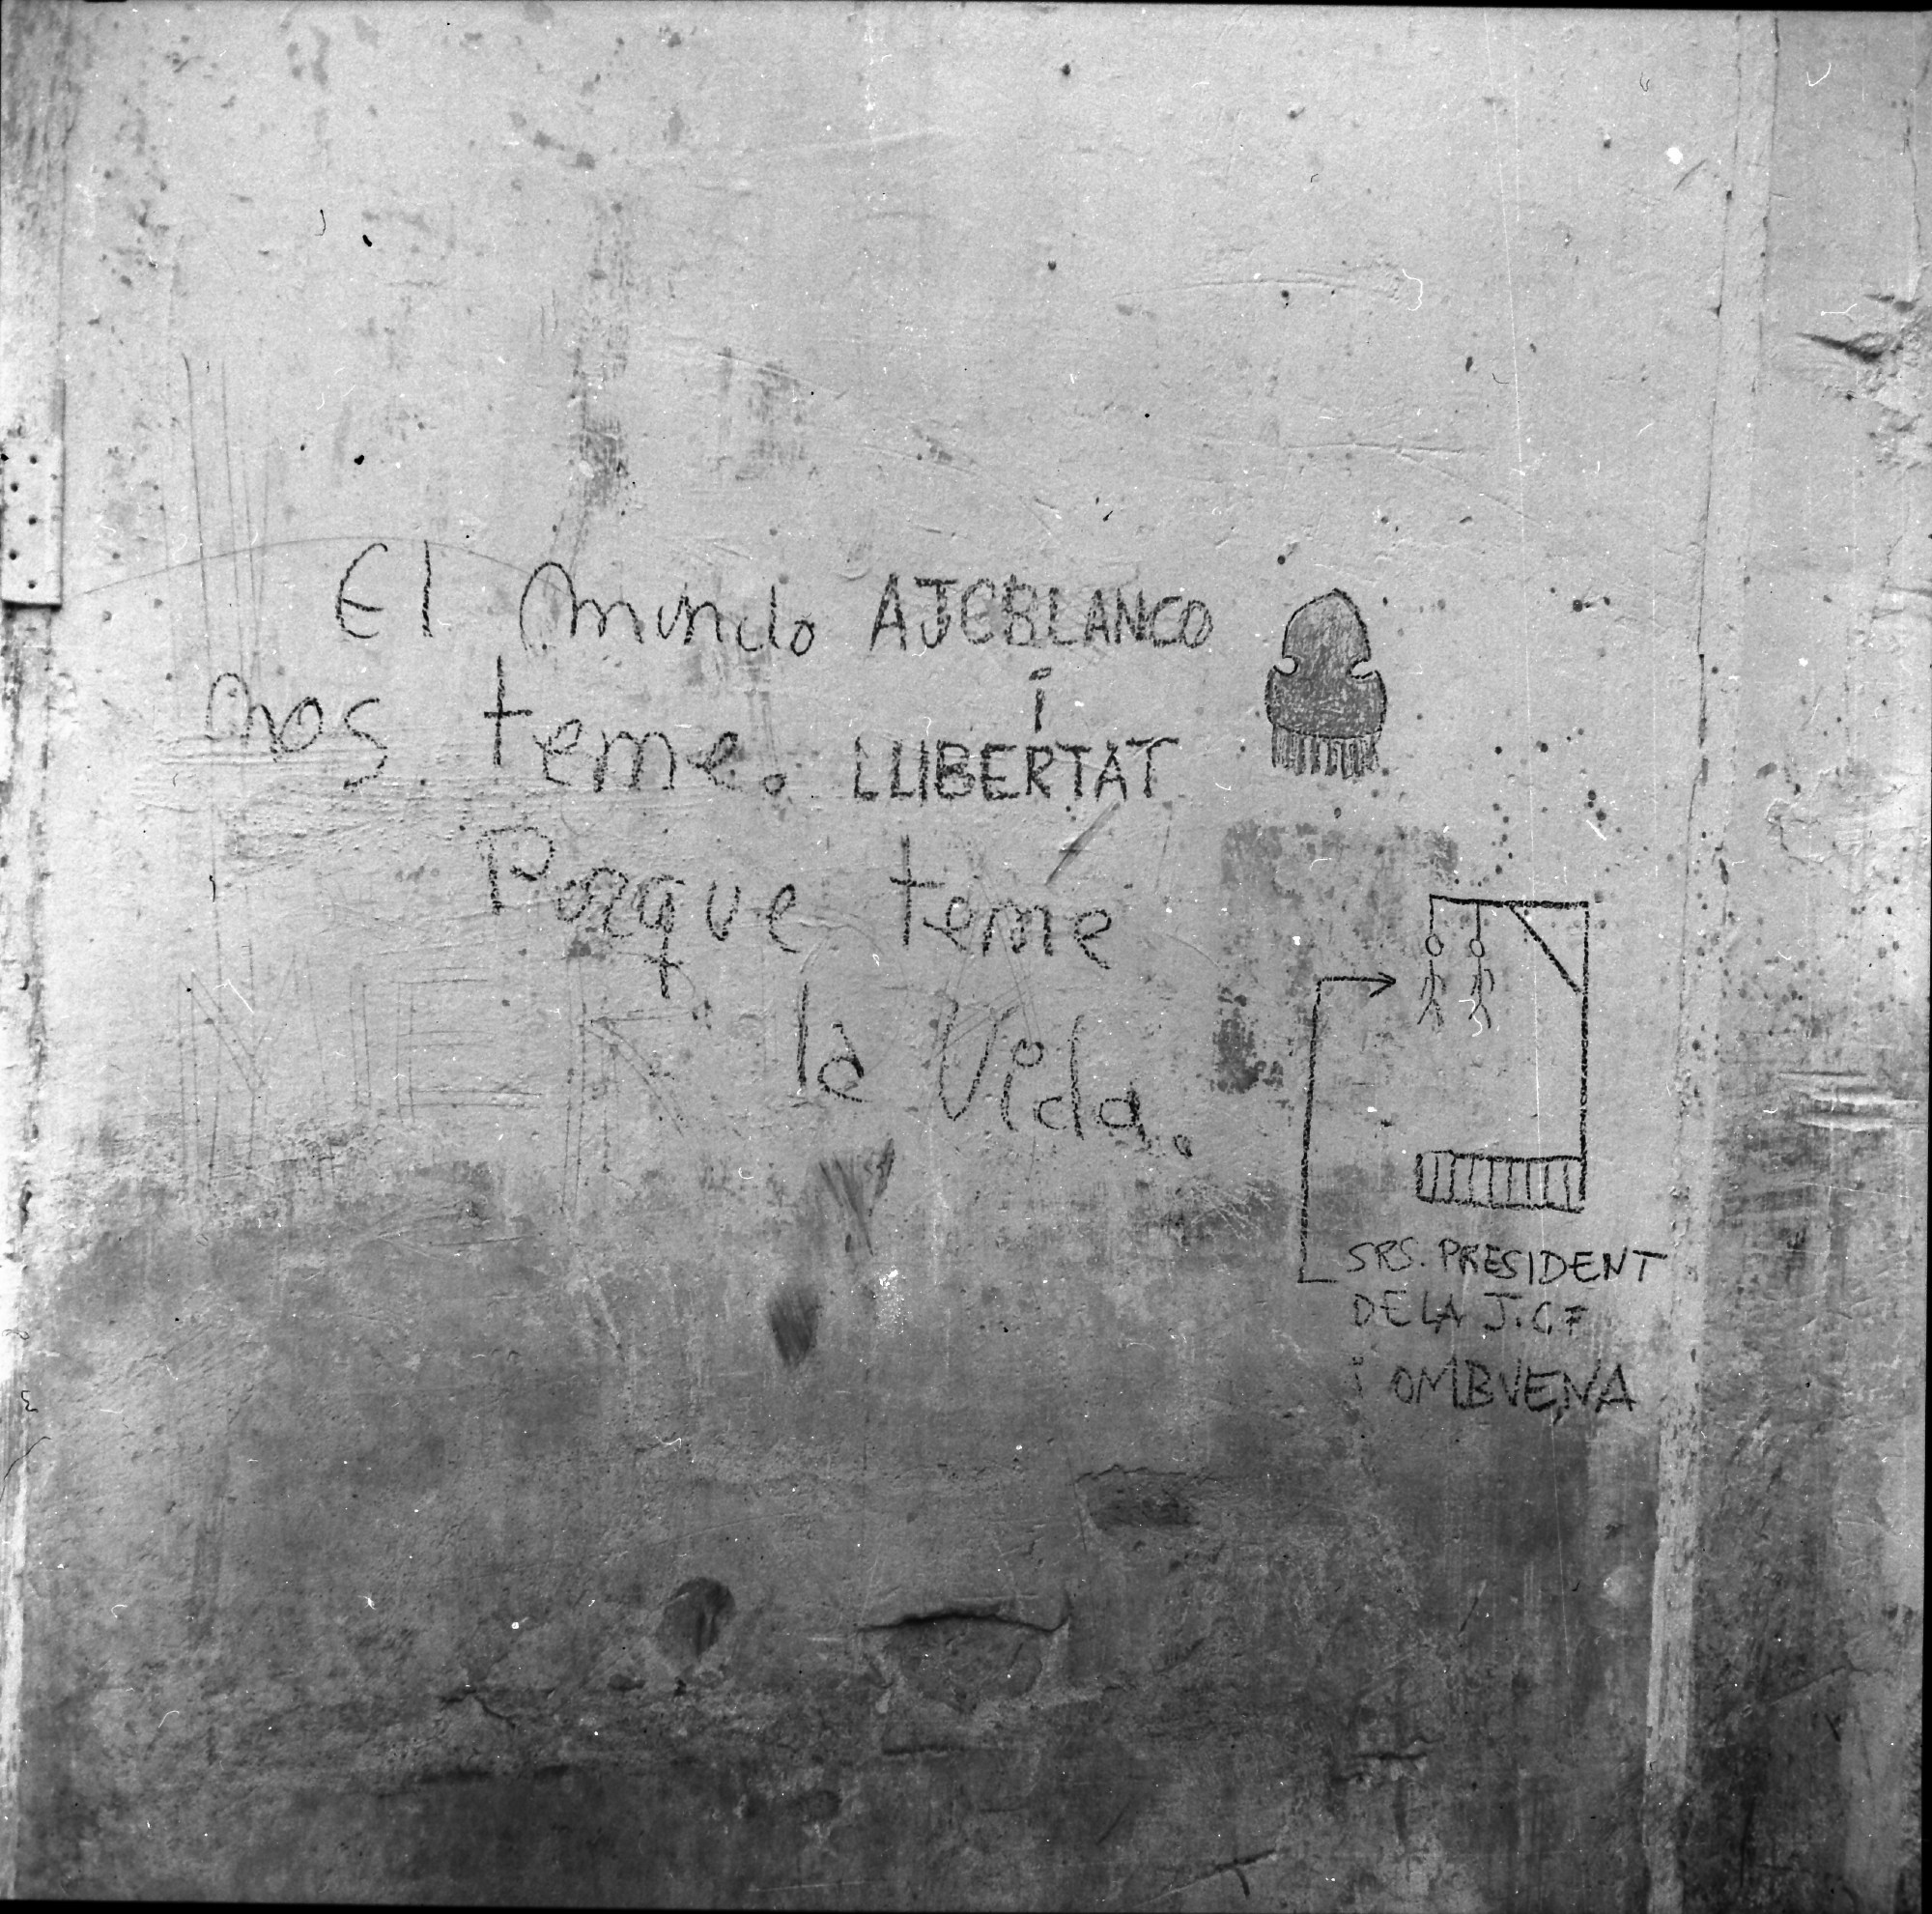 El mundo
nos teme.
Porque teme
la Vida.
AJOBLANCO
i
LLIBERTAT
SRS. PRESIDENT
DE LA J.C.F
i OMBUENA